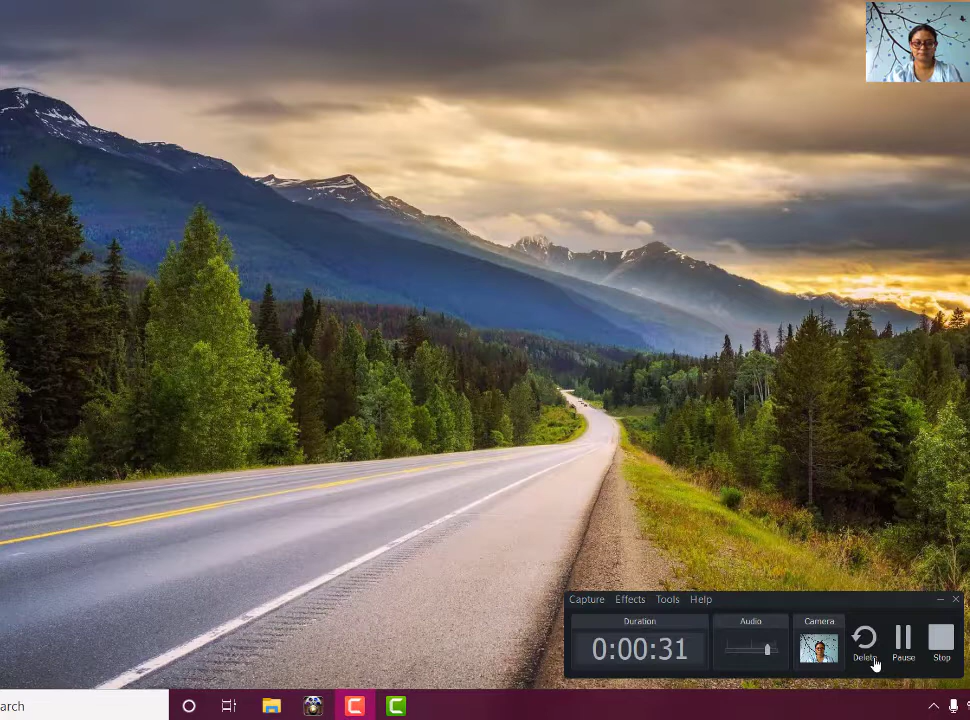 Capture Effects Tools Help
Duration Audio Camera
0:00:31
Delete Pause Stop
arch